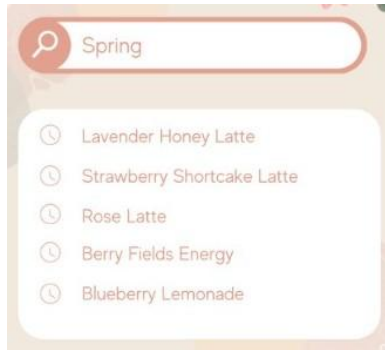 Spring
Lavender Honey Latte
Strawberry Shortcake Latte
Rose Latte
Berry Fields Energy
Blueberry Lemonade